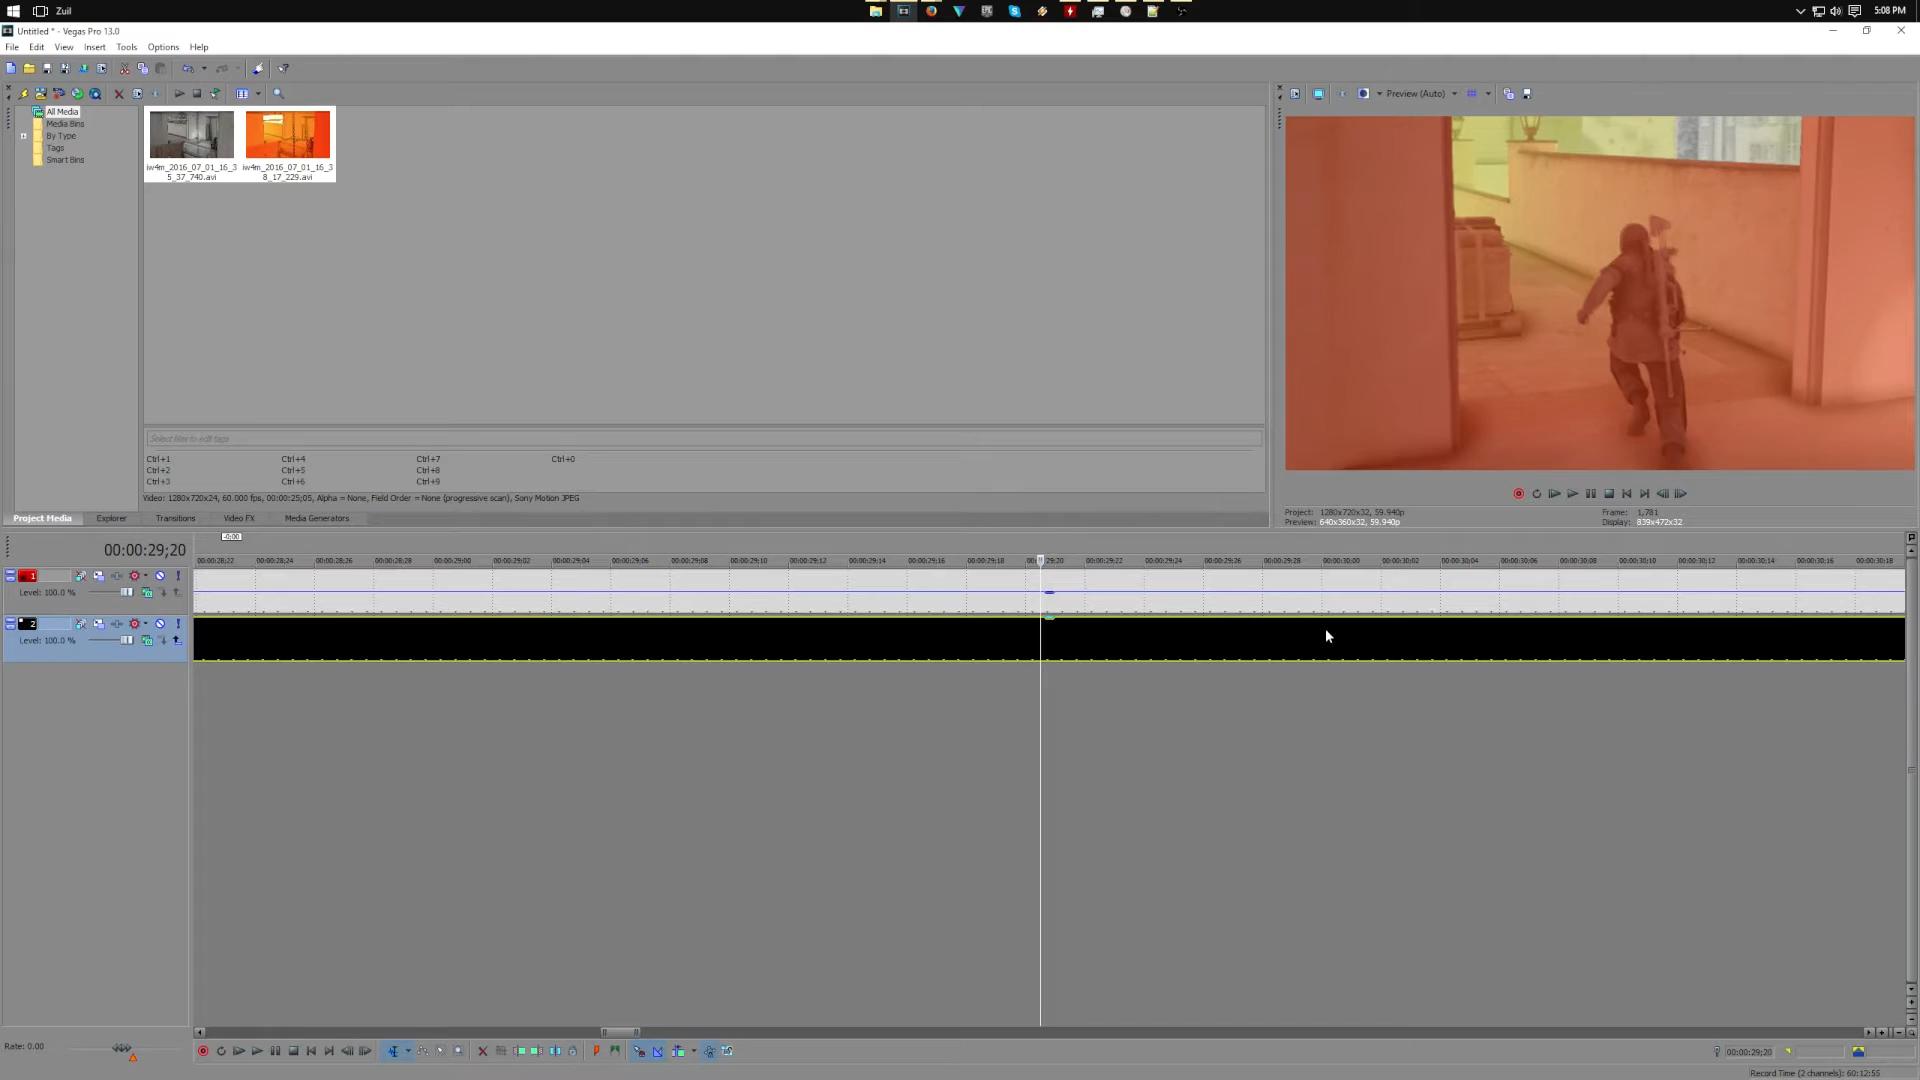 Zuil
5:08 PM
Untitled * - Vegas Pro 13.0
File Edit View Insert Tools Options Help
All Media
Media Bins
By Type
Tags
Smart Bins
iw4m_2016_07_01_16_3
5_37_740.avi
iw4m_2016_07_01_16_3
8_17_229.avi
Preview (Auto)
Select files to edit tags
Ctrl+1 Ctrl+4 Ctrl+7 Ctrl+0
Ctrl+2 Ctrl+5 Ctrl+8
Ctrl+3 Ctrl+6 Ctrl+9
Video: 1280x720x24, 60.000 fps, 00:00:25;05, Alpha = None, Field Order = None (progressive scan), Sony Motion JPEG
Project Media Explorer Transitions Video FX Media Generators
Project: 1280x720x32, 59.940p Frame: 1,781
Preview: 640x360x32, 59.940p Display: 839x472x32
-0;00
00:00:29;20
00:00:28;22 00:00:28;24 00:00:28;26 00:00:28;28 00:00:29;00 00:00:29;02 00:00:29;04 00:00:29;06 00:00:29;08 00:00:29;10 00:00:29;12 00:00:29;14 00:00:29;16 00:00:29;18 00:00:29;20 00:00:29;22 00:00:29;24 00:00:29;26 00:00:29;28 00:00:30;00 00:00:30;02 00:00:30;04 00:00:30;06 00:00:30;08 00:00:30;10 00:00:30;12 00:00:30;14 00:00:30;16 00:00:30;18
1
Level: 100.0 %
2
Level: 100.0 %
Rate: 0.00
00:00:29;20
Record Time (2 channels): 60:12:55